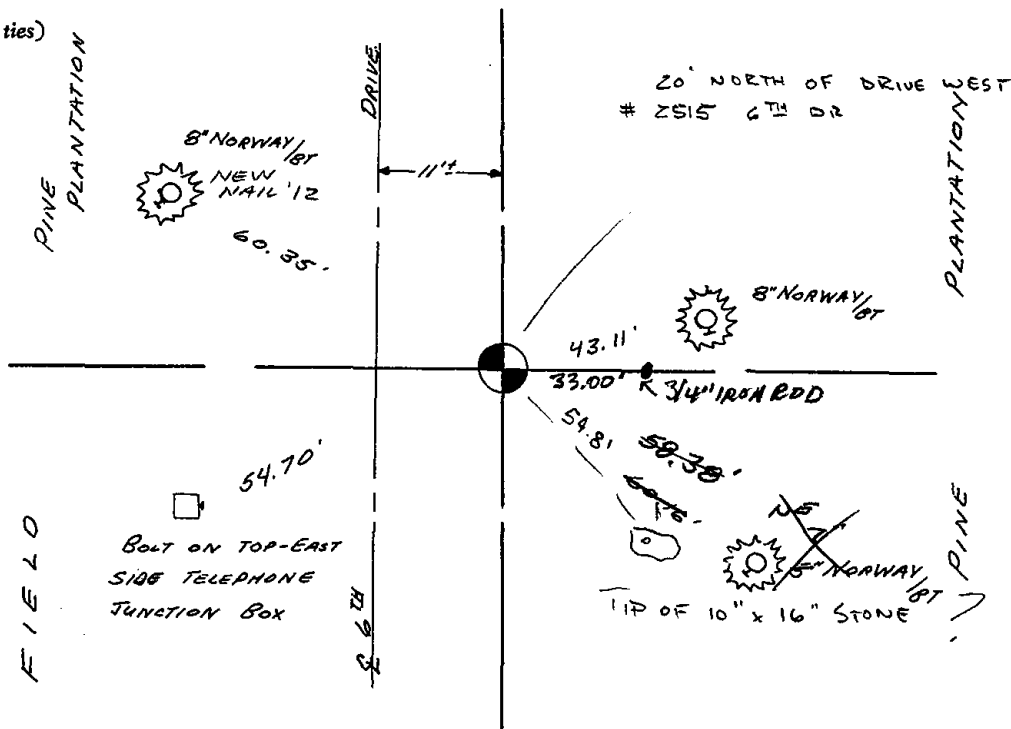 ties)
PINE
PLANTATION
DRIVE
20' NORTH OF DRIVE WEST
# 2515 6TH DR
8" NORWAY/BT
NEW
NAIL '12
11'±
60.35'
PLANTATION
8" NORWAY/BT
43.11'
33.00'
3/4" IRON ROD
54.81
58.38'
54.70'
BOLT ON TOP-EAST
SIDE TELEPHONE
JUNCTION BOX
FIELD
℄ 6TH
5" NORWAY/BT
TIP OF 10" x 16" STONE
PINE